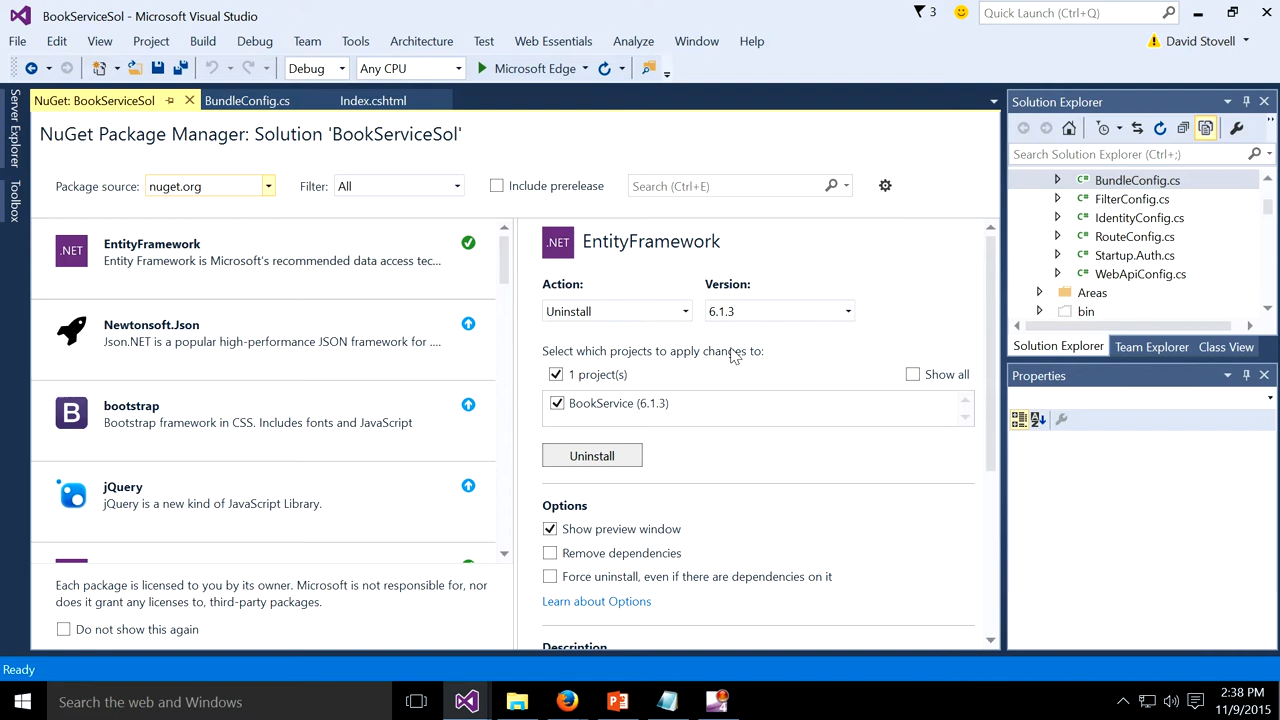 BookServiceSol - Microsoft Visual Studio
3
Quick Launch (Ctrl+Q)
File Edit View Project Build Debug Team Tools Architecture Test Web Essentials Analyze Window Help
David Stovell
Debug Any CPU Microsoft Edge
Server Explorer
Toolbox
NuGet: BookServiceSol BundleConfig.cs Index.cshtml
NuGet Package Manager: Solution 'BookServiceSol'
Package source: nuget.org Filter: All Include prerelease Search (Ctrl+E)
.NET
EntityFramework
Entity Framework is Microsoft's recommended data access tec...
Newtonsoft.Json
Json.NET is a popular high-performance JSON framework for ....
B
bootstrap
Bootstrap framework in CSS. Includes fonts and JavaScript
jQuery
jQuery is a new kind of JavaScript Library.
Each package is licensed to you by its owner. Microsoft is not responsible for, nor
does it grant any licenses to, third-party packages.
Do not show this again
.NET EntityFramework
Action: Version:
Uninstall 6.1.3
Select which projects to apply changes to:
1 project(s) Show all
BookService (6.1.3)
Uninstall
Options
Show preview window
Remove dependencies
Force uninstall, even if there are dependencies on it
Learn about Options
Description
Solution Explorer
Search Solution Explorer (Ctrl+;)
C# BundleConfig.cs
C# FilterConfig.cs
C# IdentityConfig.cs
C# RouteConfig.cs
C# Startup.Auth.cs
C# WebApiConfig.cs
Areas
bin
Solution Explorer Team Explorer Class View
Properties
Ready
Search the web and Windows
2:38 PM
11/9/2015